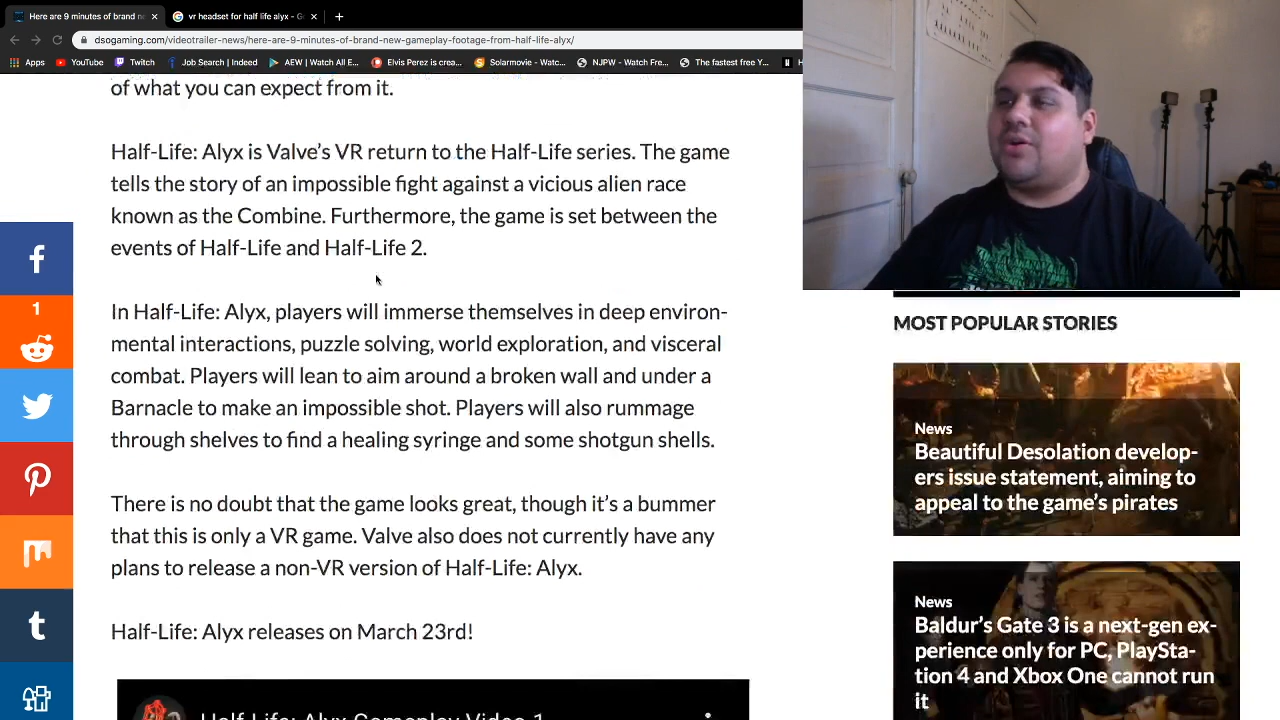 Here are 9 minutes of brand ne
vr headset for half life alyx - G
dsogaming.com/videotrailer-news/here-are-9-minutes-of-brand-new-gameplay-footage-from-half-life-alyx/
Apps YouTube Twitch Job Search | Indeed AEW | Watch All E... Elvis Perez is crea... Solarmovie - Watc... NJPW - Watch Fre... The fastest free Y...
of what you can expect from it.
Half-Life: Alyx is Valve's VR return to the Half-Life series. The game
tells the story of an impossible fight against a vicious alien race
known as the Combine. Furthermore, the game is set between the
events of Half-Life and Half-Life 2.
In Half-Life: Alyx, players will immerse themselves in deep environ-
mental interactions, puzzle solving, world exploration, and visceral
combat. Players will lean to aim around a broken wall and under a
Barnacle to make an impossible shot. Players will also rummage
through shelves to find a healing syringe and some shotgun shells.
There is no doubt that the game looks great, though it's a bummer
that this is only a VR game. Valve also does not currently have any
plans to release a non-VR version of Half-Life: Alyx.
Half-Life: Alyx releases on March 23rd!
Half-Life: Alyx Gameplay Video 1
1
MOST POPULAR STORIES
News
Beautiful Desolation develop-
ers issue statement, aiming to
appeal to the game's pirates
News
Baldur's Gate 3 is a next-gen ex-
perience only for PC, PlaySta-
tion 4 and Xbox One cannot run
it